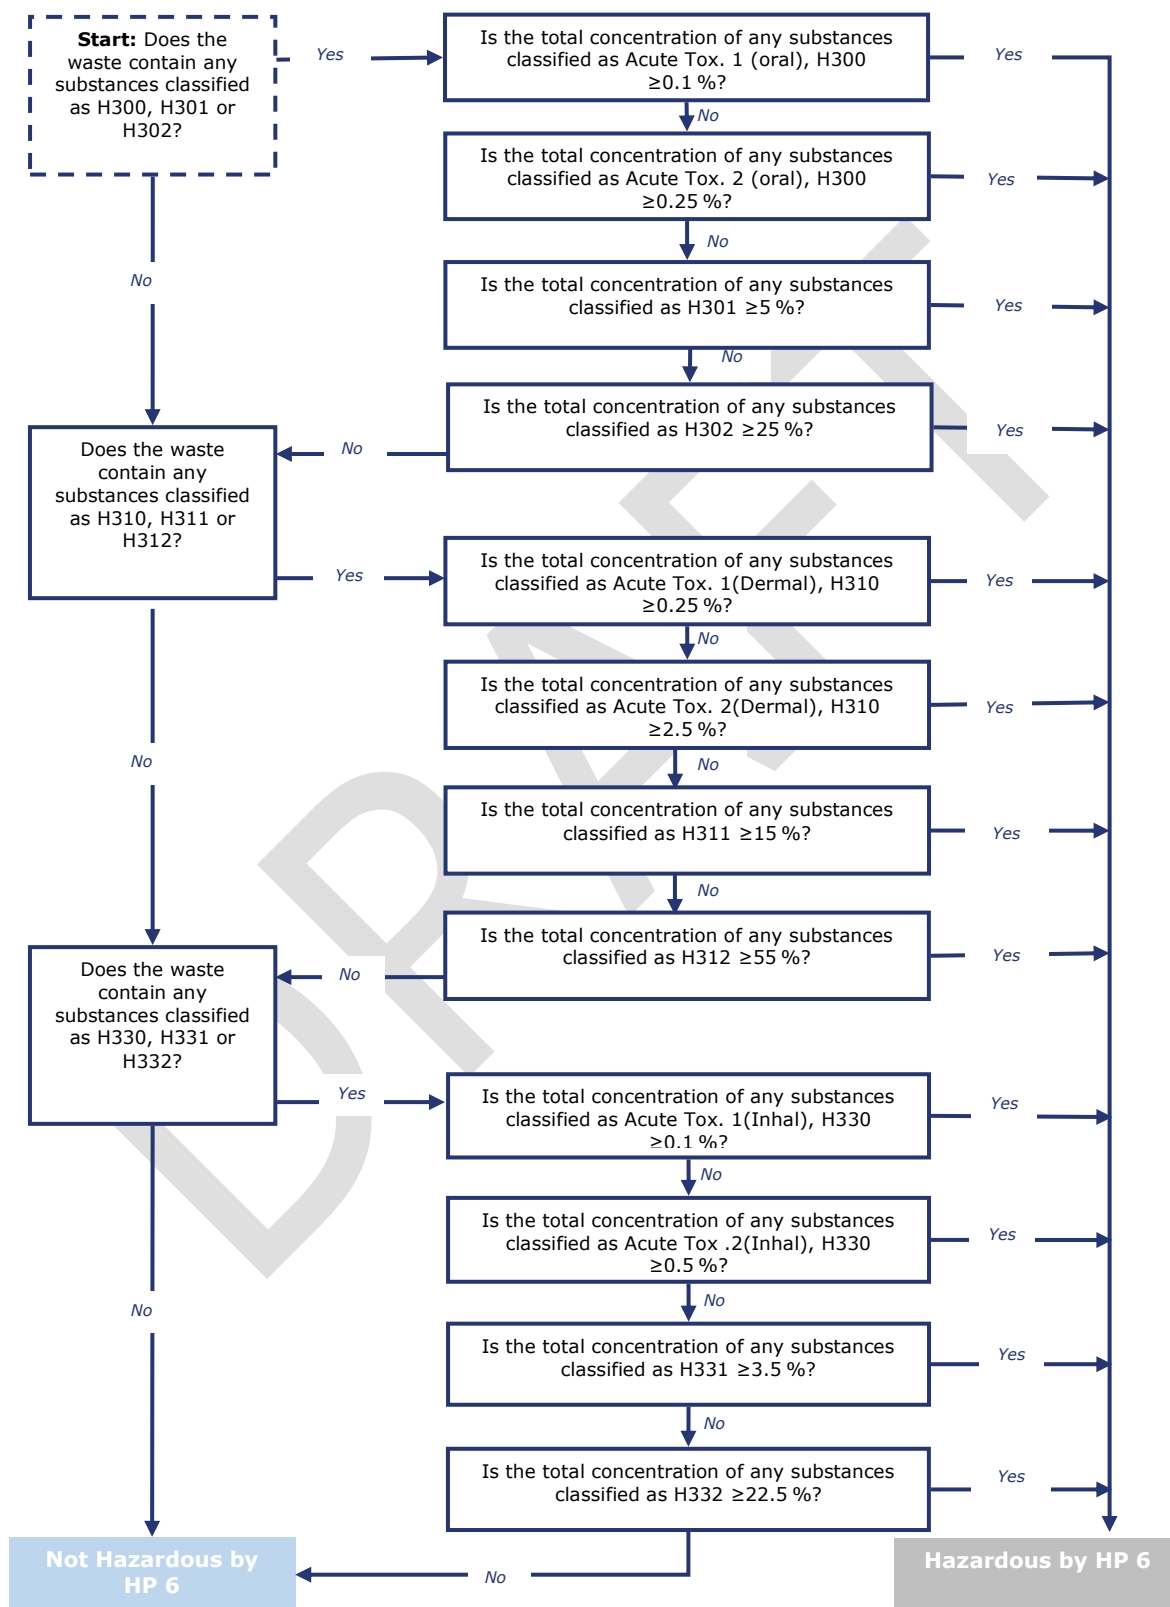 Start: Does the
waste contain any
substances classified
as H300, H301 or
H302?
Yes
Is the total concentration of any substances
classified as Acute Tox. 1 (oral), H300
≥0.1 %?
Yes
No
Is the total concentration of any substances
classified as Acute Tox. 2 (oral), H300
≥0.25 %?
Yes
No
No
Is the total concentration of any substances
classified as H301 ≥5 %?
Yes
No
Is the total concentration of any substances
classified as H302 ≥25 %?
Yes
No
Does the waste
contain any
substances classified
as H310, H311 or
H312?
Yes
Is the total concentration of any substances
classified as Acute Tox. 1(Dermal), H310
≥0.25 %?
Yes
No
Is the total concentration of any substances
classified as Acute Tox. 2(Dermal), H310
≥2.5 %?
Yes
No
No
Is the total concentration of any substances
classified as H311 ≥15 %?
Yes
No
Is the total concentration of any substances
classified as H312 ≥55 %?
Yes
No
Does the waste
contain any
substances classified
as H330, H331 or
H332?
Yes
Is the total concentration of any substances
classified as Acute Tox. 1(Inhal), H330
≥0.1 %?
Yes
No
Is the total concentration of any substances
classified as Acute Tox .2(Inhal), H330
≥0.5 %?
Yes
No
No
Is the total concentration of any substances
classified as H331 ≥3.5 %?
Yes
No
Is the total concentration of any substances
classified as H332 ≥22.5 %?
Yes
Not Hazardous by
HP 6
No
Hazardous by HP 6
DRAFT